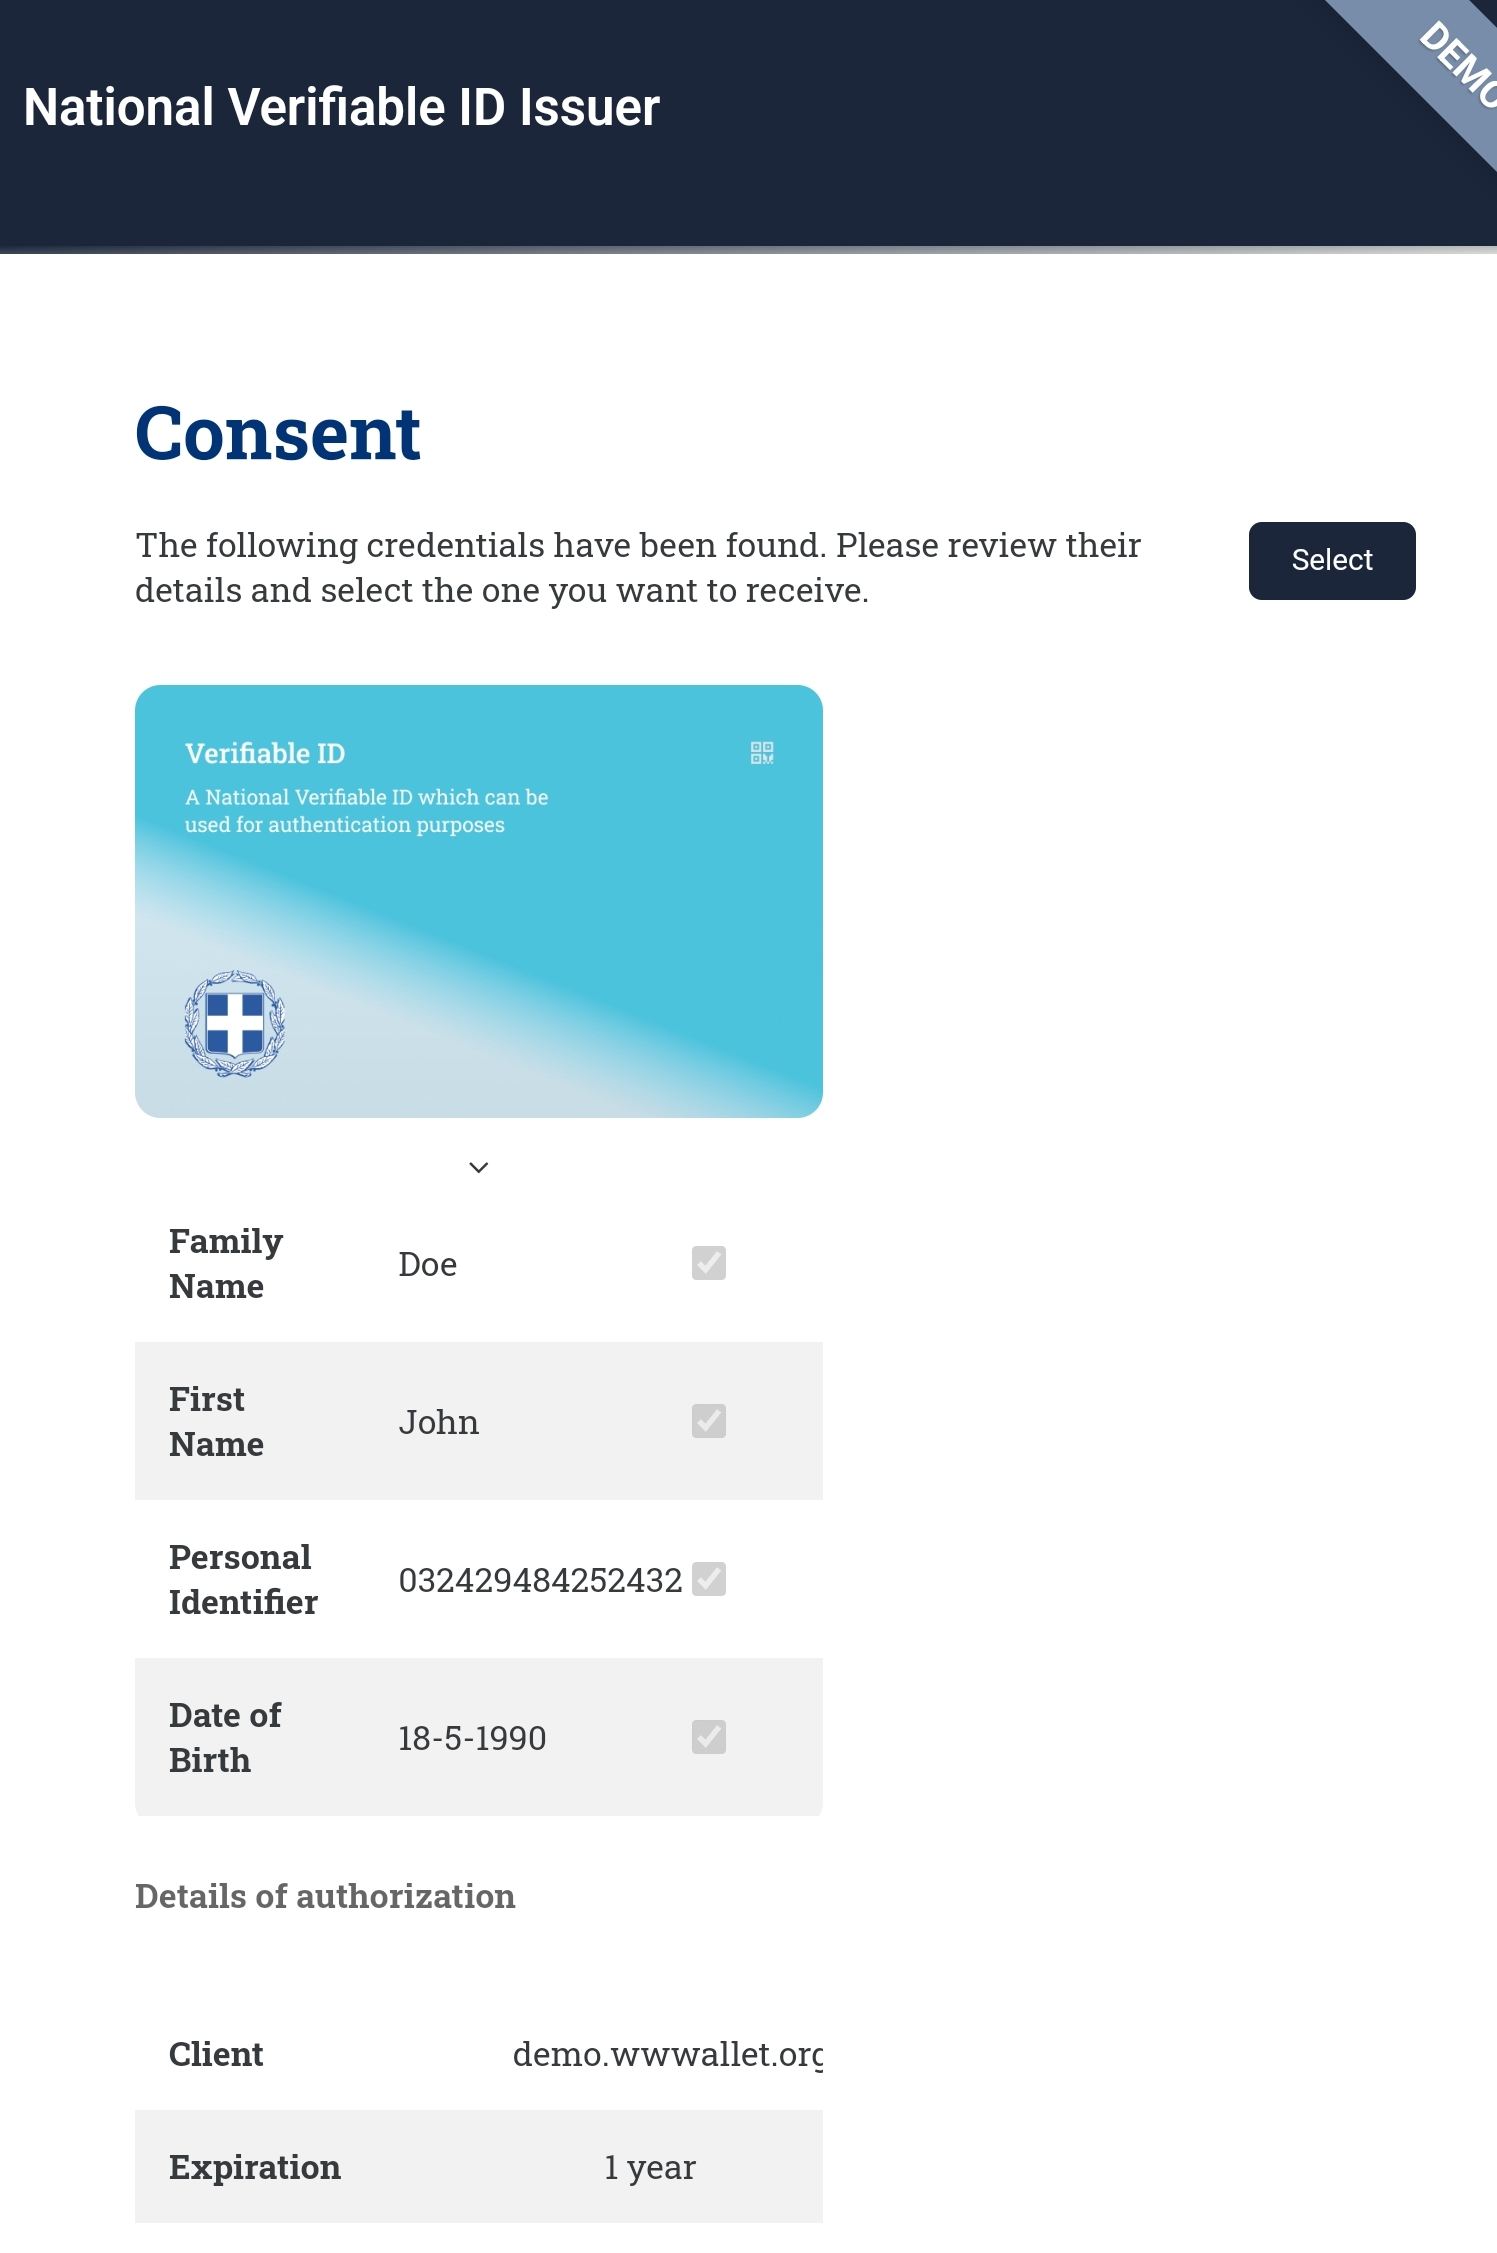 National Verifiable ID Issuer
DEMO
Consent
The following credentials have been found. Please review their
details and select the one you want to receive.
Select
Verifiable ID
A National Verifiable ID which can be
used for authentication purposes
Family
Name
Doe
First
Name
John
Personal
Identifier
032429484252432
Date of
Birth
18-5-1990
Details of authorization
Client
demo.wwwallet.org
Expiration
1 year